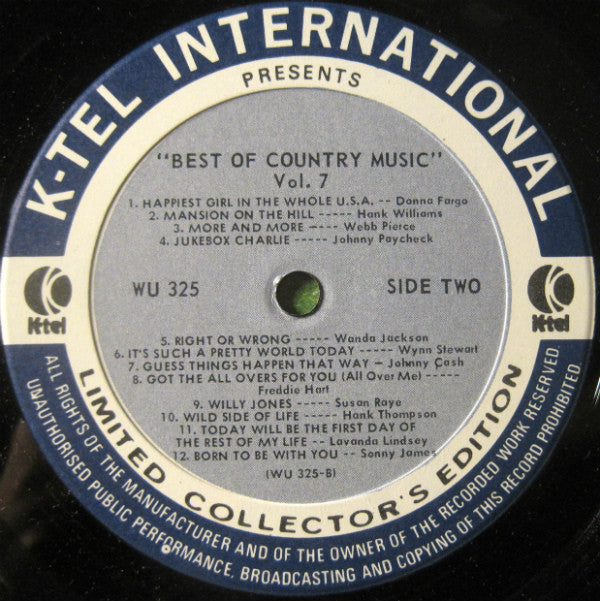 K-TEL INTERNATIONAL
PRESENTS
"BEST OF COUNTRY MUSIC"
Vol. 7
1. HAPPIEST GIRL IN THE WHOLE U.S.A. -- Donna Fargo
2. MANSION ON THE HILL ----- Hank Williams
3. MORE AND MORE ----- Webb Pierce
4. JUKEBOX CHARLIE ----- Johnny Paycheck
WU 325
SIDE TWO
K-tel
K-tel
5. RIGHT OR WRONG ----- Wanda Jackson
6. IT'S SUCH A PRETTY WORLD TODAY -- Wynn Stewart
7. GUESS THINGS HAPPEN THAT WAY - Johnny Cash
8. GOT THE ALL OVERS FOR YOU (All Over Me) -----
Freddie Hart
9. WILLY JONES ----- Susan Raye
10. WILD SIDE OF LIFE ---- Hank Thompson
11. TODAY WILL BE THE FIRST DAY OF
THE REST OF MY LIFE -- Lavanda Lindsey
12. BORN TO BE WITH YOU -- Sonny James
(WU 325-B)
LIMITED COLLECTOR'S EDITION
ALL RIGHTS OF THE MANUFACTURER AND OF THE OWNER OF THE RECORDED WORK RESERVED.
UNAUTHORISED PUBLIC PERFORMANCE, BROADCASTING AND COPYING OF THIS RECORD PROHIBITED